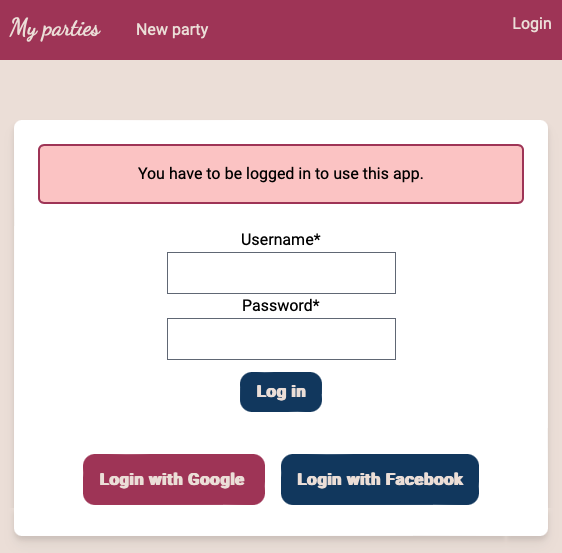 My parties New party Login
You have to be logged in to use this app.
Username*
Password*
Log in
Login with Google Login with Facebook